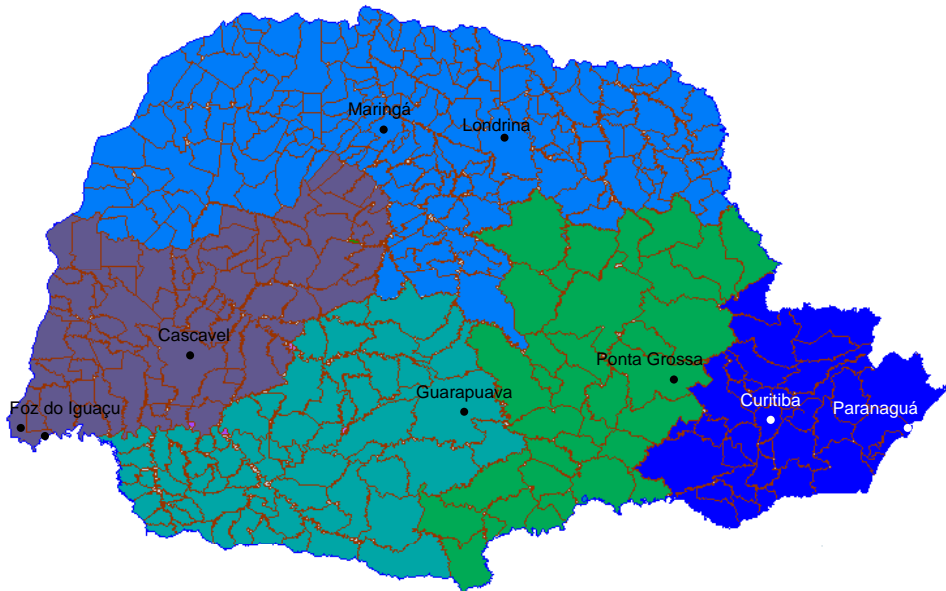 Maringá
Londrina
Cascavel
Ponta Grossa
Guarapuava
Foz do Iguaçu
Curitiba
Paranaguá